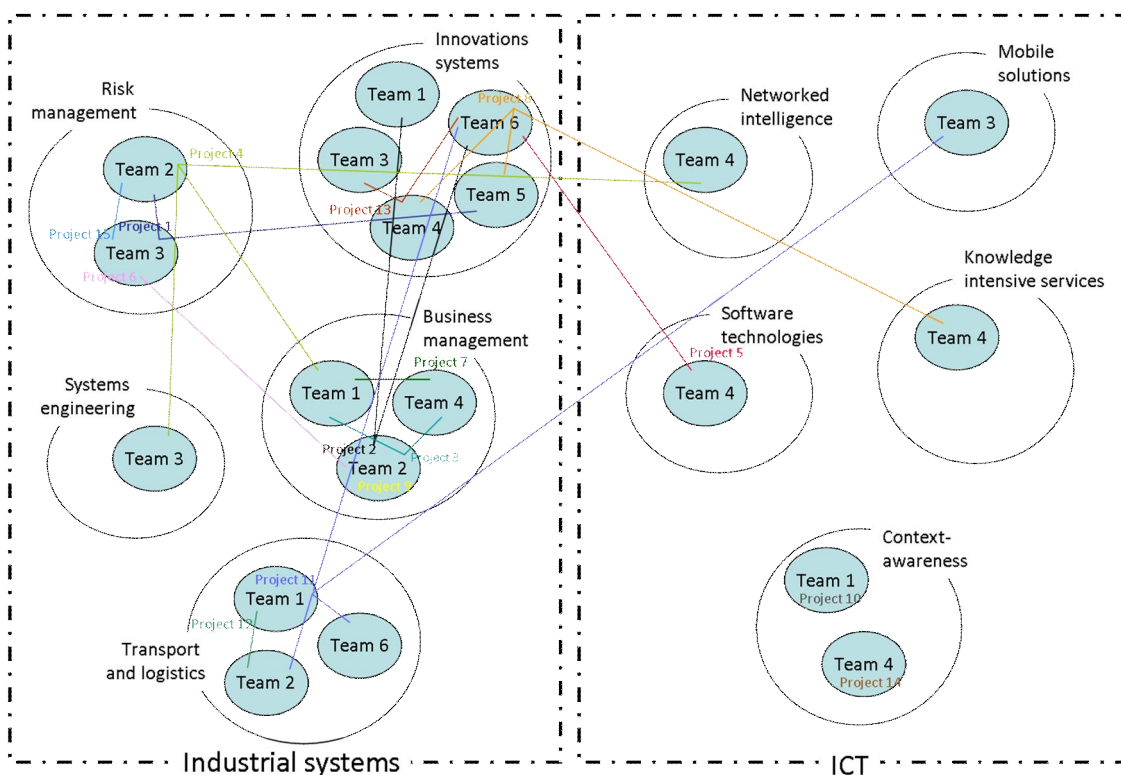 Innovations
systems
Team 1
Project 8
Team 6
Team 3
Team 5
Project 13
Team 4
Risk
management
Team 2
Project 4
Project 1
Project 15
Team 3
Project 6
Business
management
Project 7
Team 1
Team 4
Project 2
Project 3
Team 2
Project 9
Systems
engineering
Team 3
Project 11
Team 1
Project 12
Team 6
Team 2
Transport
and logistics
Industrial systems
Networked
intelligence
Team 4
Mobile
solutions
Team 3
Knowledge
intensive services
Team 4
Software
technologies
Project 5
Team 4
Context-
awareness
Team 1
Project 10
Team 4
Project 14
ICT